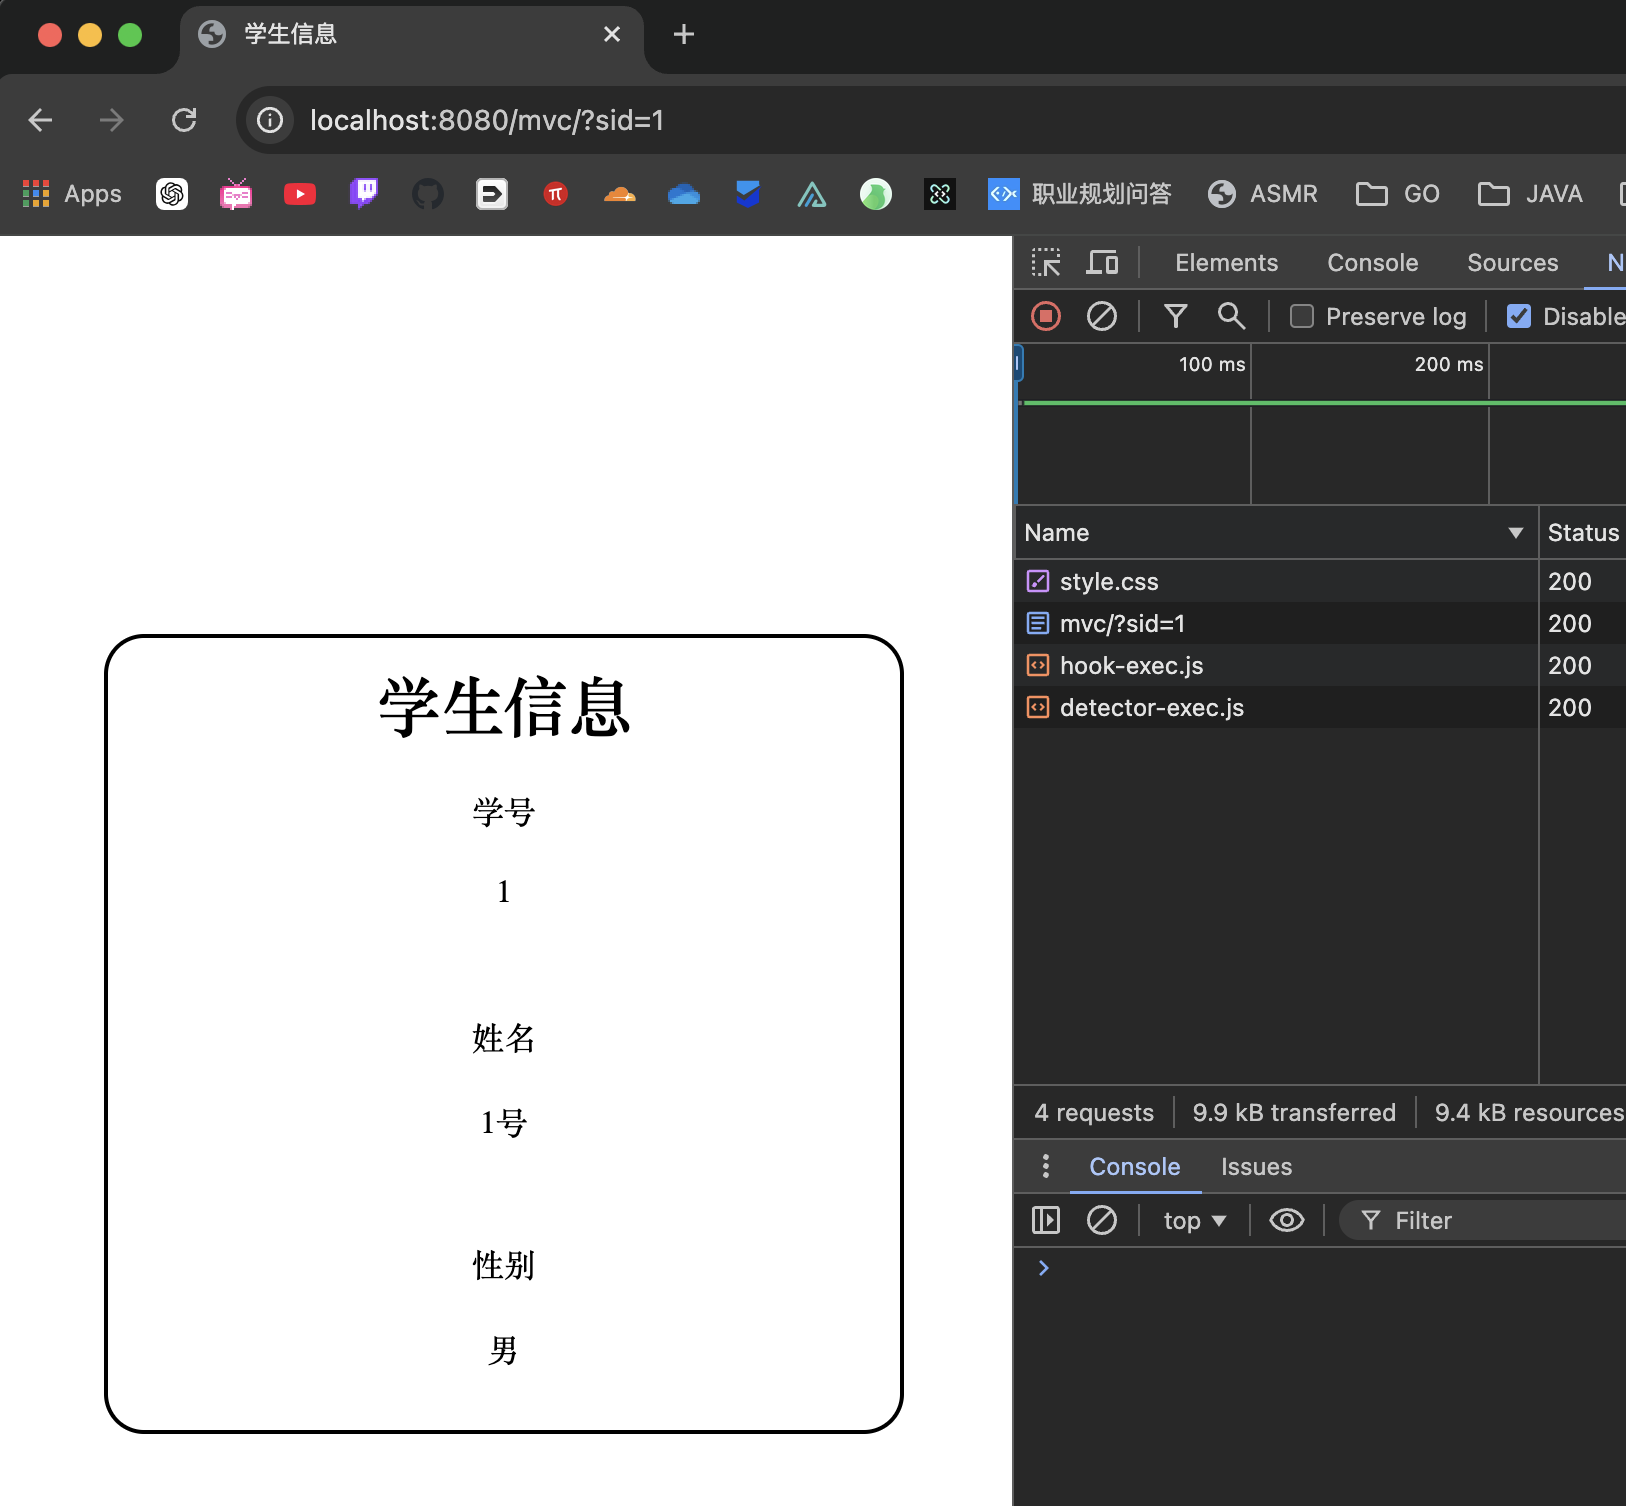 学生信息
localhost:8080/mvc/?sid=1
Apps
职业规划问答
ASMR
GO
JAVA
学生信息
学号
1
姓名
1号
性别
男
Elements Console Sources N
Preserve log Disable
100 ms 200 ms
Name Status
style.css 200
mvc/?sid=1 200
hook-exec.js 200
detector-exec.js 200
4 requests 9.9 kB transferred 9.4 kB resources
Console Issues
top Filter